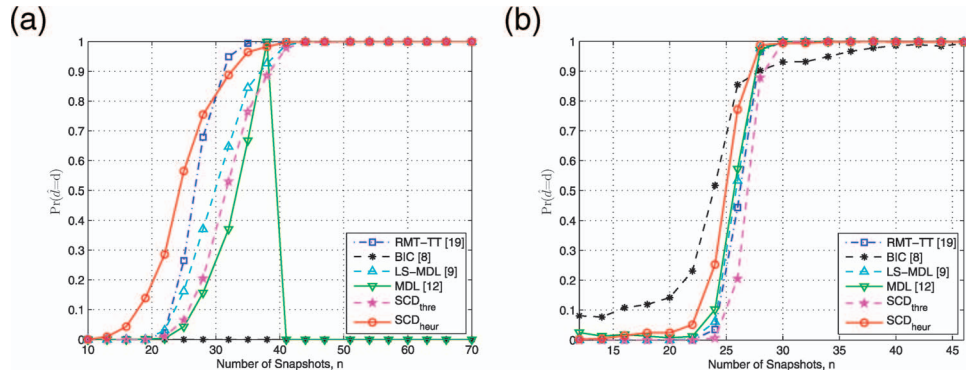 (a)
1
0.9
0.8
0.7
0.6
0.5
0.4
0.3
0.2
0.1
0
Pr(d̂=d)
10 20 30 40 50 60 70
Number of Snapshots, n
RMT-TT [19]
BIC [8]
LS-MDL [9]
MDL [12]
SCD_thre
SCD_heur
(b)
1
0.9
0.8
0.7
0.6
0.5
0.4
0.3
0.2
0.1
0
Pr(d̂=d)
15 20 25 30 35 40 45
Number of Snapshots, n
RMT-TT [19]
BIC [8]
LS-MDL [9]
MDL [12]
SCD_thre
SCD_heur